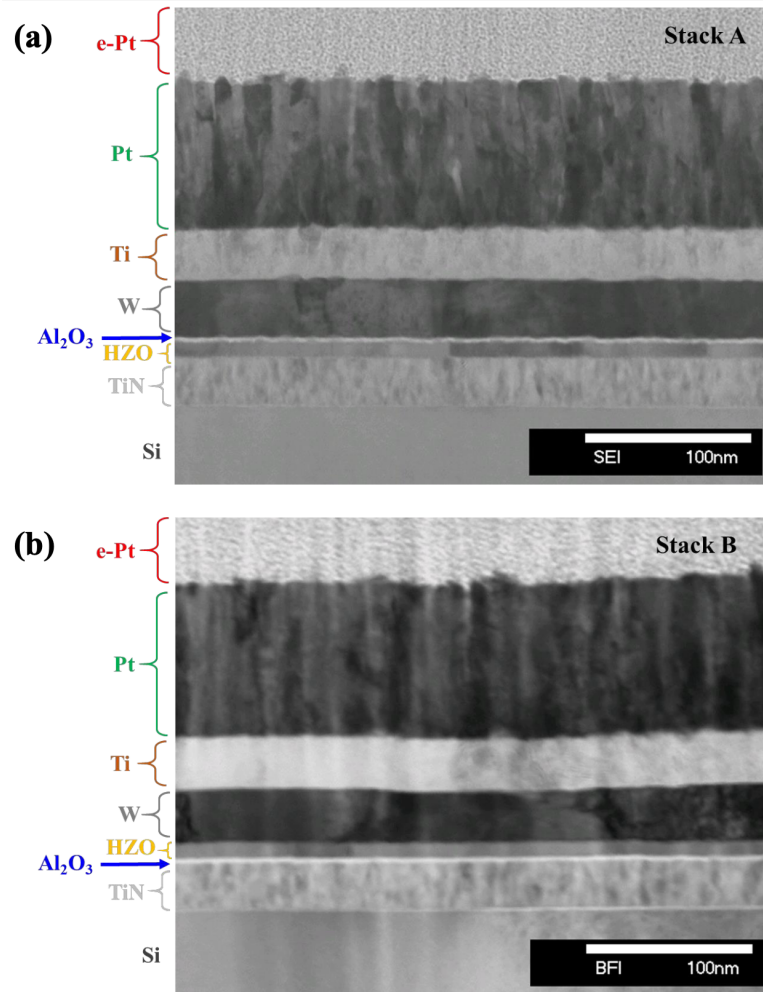 (a)
e-Pt
Stack A
Pt
Ti
W
Al₂O₃
HZO
TiN
Si
SEI 100nm
(b)
e-Pt
Stack B
Pt
Ti
W
HZO
Al₂O₃
TiN
Si
BFI 100nm